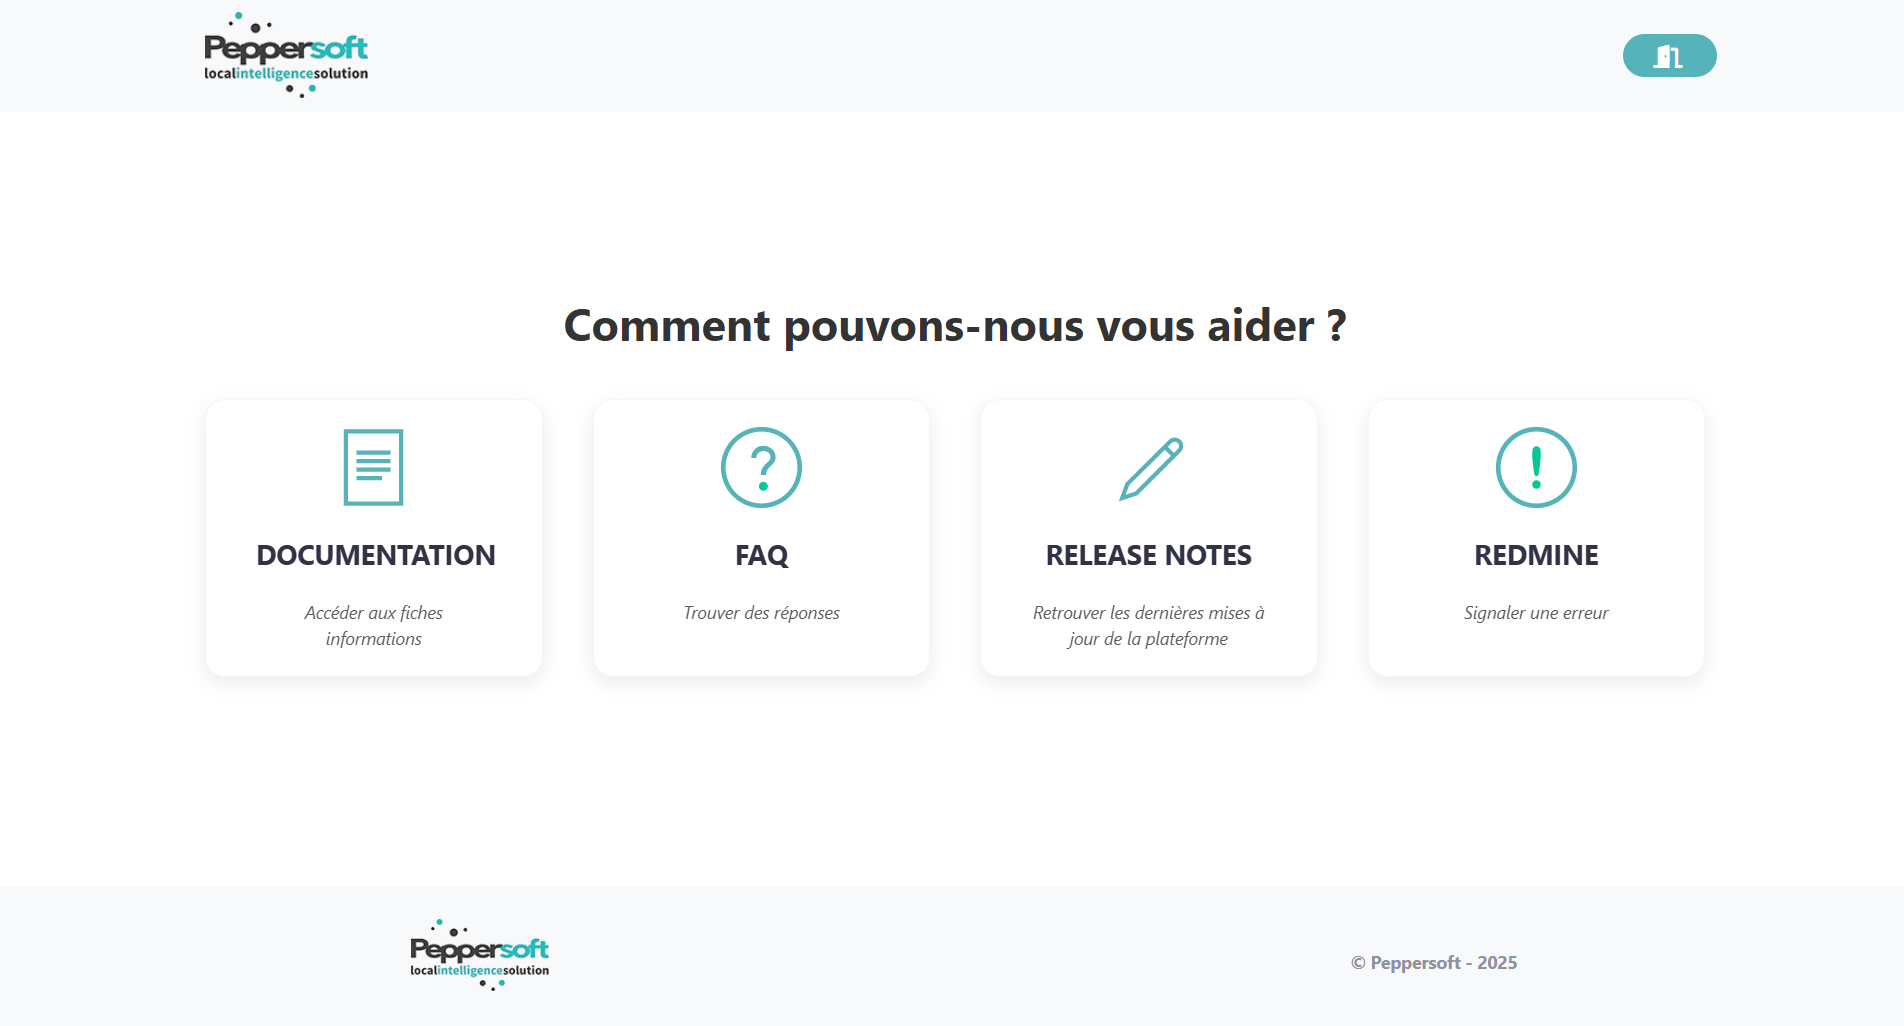 Peppersoft
localintelligencesolution
Comment pouvons-nous vous aider ?
DOCUMENTATION
Accéder aux fiches
informations
FAQ
Trouver des réponses
RELEASE NOTES
Retrouver les dernières mises à
jour de la plateforme
REDMINE
Signaler une erreur
Peppersoft
localintelligencesolution
© Peppersoft - 2025